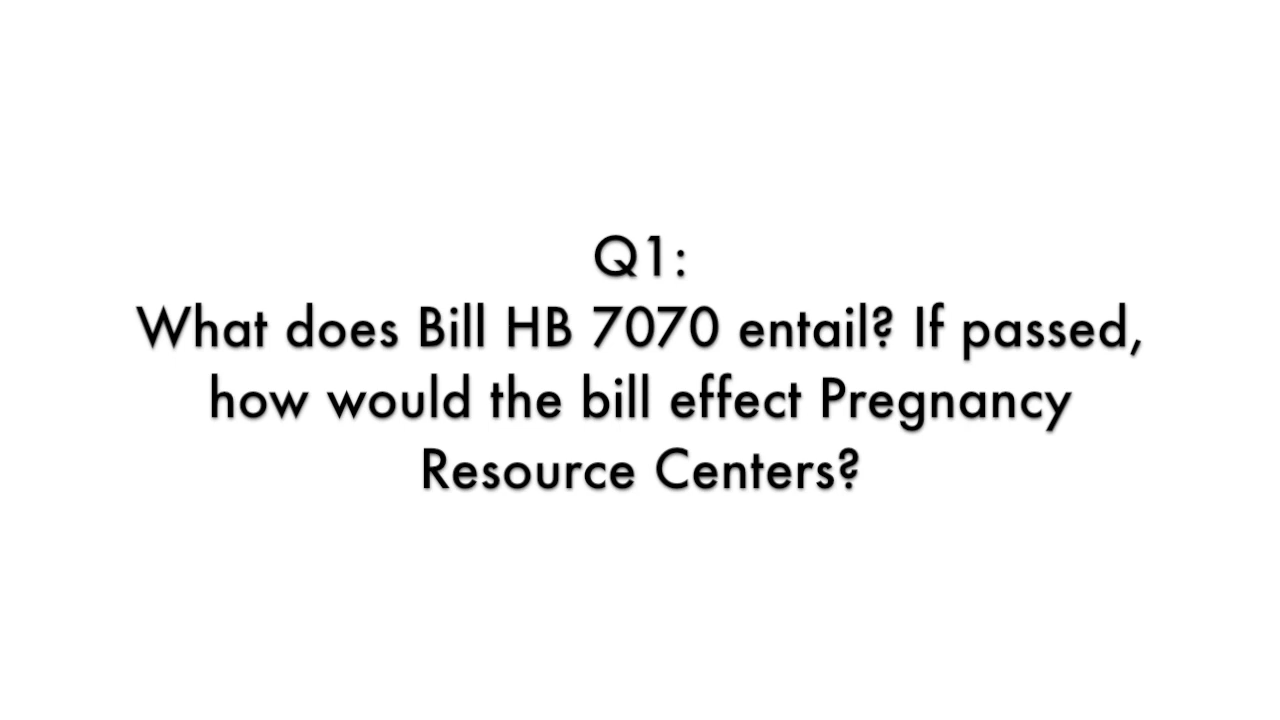 Q1:
What does Bill HB 7070 entail? If passed,
how would the bill effect Pregnancy
Resource Centers?